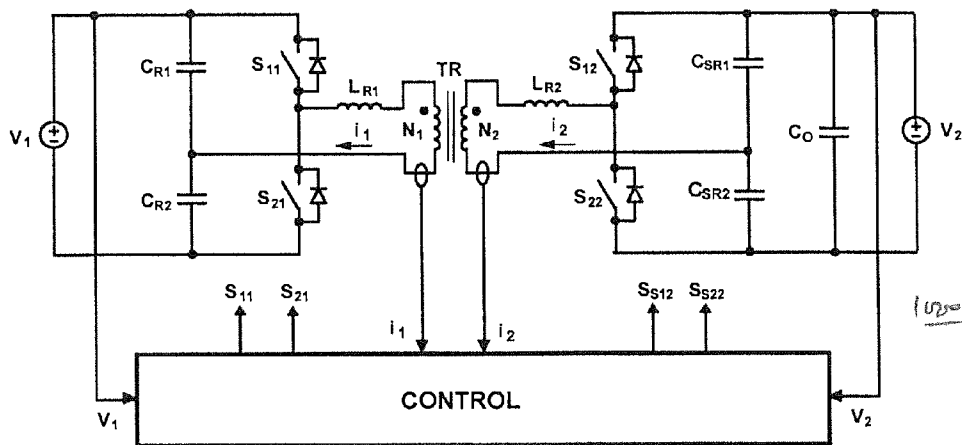 CR1
S11
LR1
TR
S12
LR2
CSR1
V1
N1
N2
i1
i2
CO
V2
CR2
S21
S22
CSR2
S11
S21
SS12
SS22
i1
i2
CONTROL
V1
V2